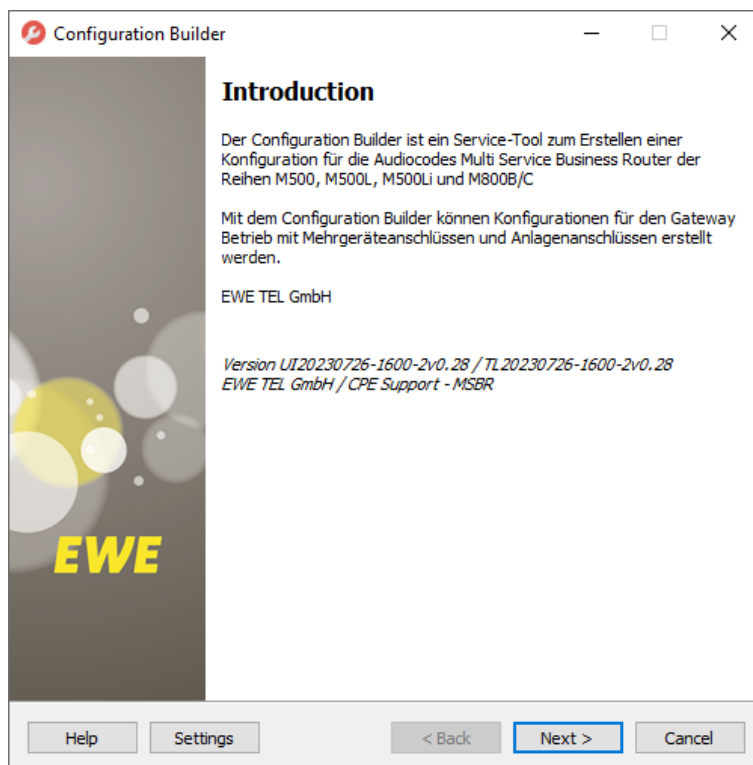 Configuration Builder
Introduction
Der Configuration Builder ist ein Service-Tool zum Erstellen einer
Konfiguration für die Audiocodes Multi Service Business Router der
Reihen M500, M500L, M500Li und M800B/C
Mit dem Configuration Builder können Konfigurationen für den Gateway
Betrieb mit Mehrgeräteanschlüssen und Anlagenanschlüssen erstellt
werden.
EWE TEL GmbH
Version UI20230726-1600-2v0.28 / TL20230726-1600-2v0.28
EWE TEL GmbH / CPE Support - MSBR
EWE
Help Settings < Back Next > Cancel